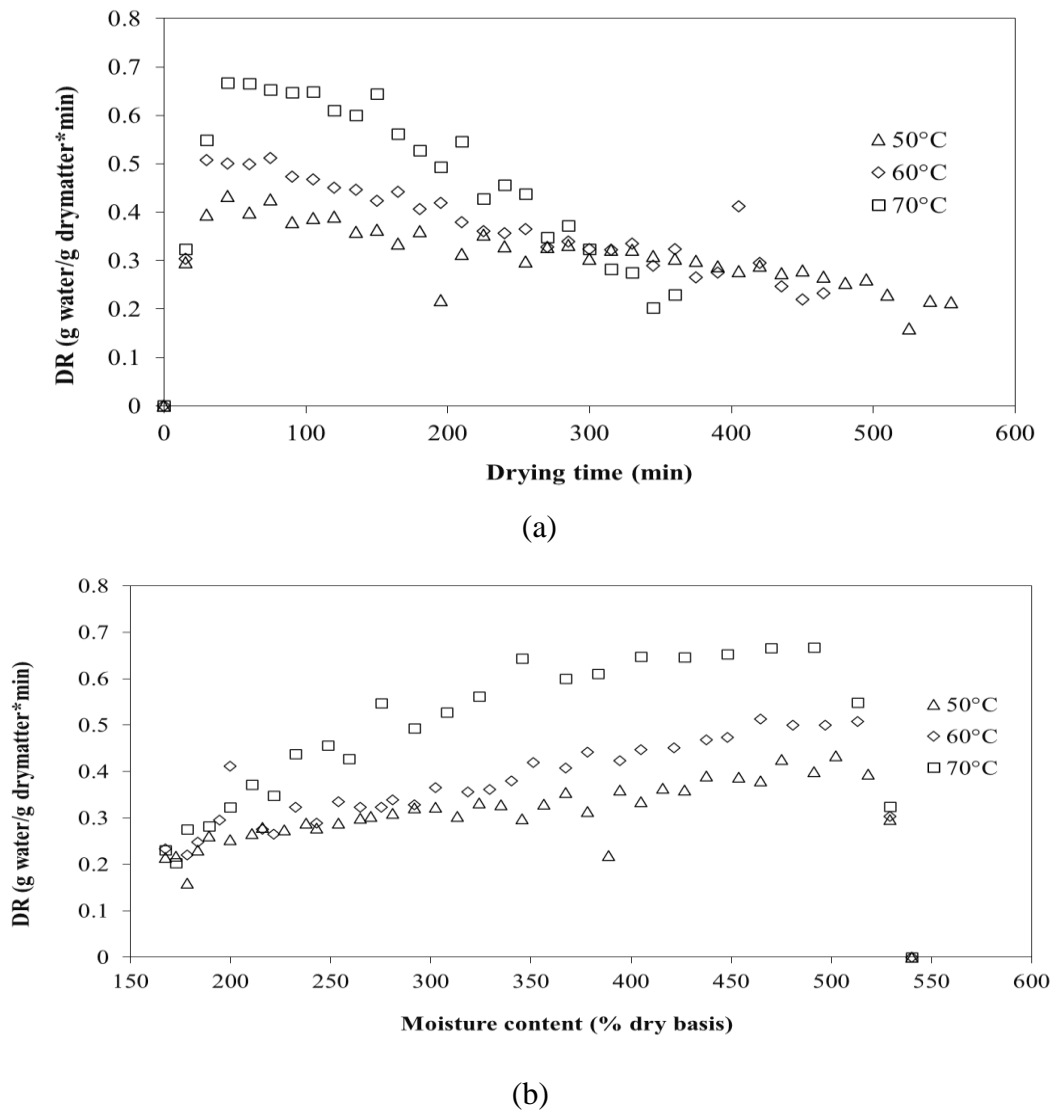 0.8
0.7
0.6
0.5
0.4
0.3
0.2
0.1
0
DR (g water/g drymatter*min)
50°C
60°C
70°C
0 100 200 300 400 500 600
Drying time (min)
(a)
0.8
0.7
0.6
0.5
0.4
0.3
0.2
0.1
0
DR (g water/g drymatter*min)
50°C
60°C
70°C
150 200 250 300 350 400 450 500 550 600
Moisture content (% dry basis)
(b)